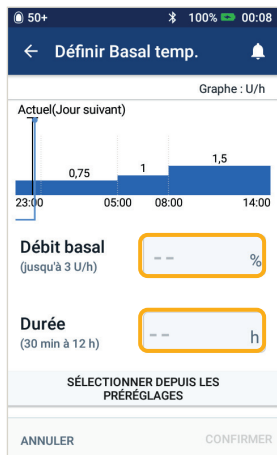 50+ 100% 00:08
Définir Basal temp.
Graphe : U/h
Actuel(Jour suivant)
0,75 1 1,5
23:00 05:00 08:00 14:00
Débit basal
(jusqu'à 3 U/h)
-- %
Durée
(30 min à 12 h)
-- h
SÉLECTIONNER DEPUIS LES
PRÉRÉGLAGES
ANNULER CONFIRMER